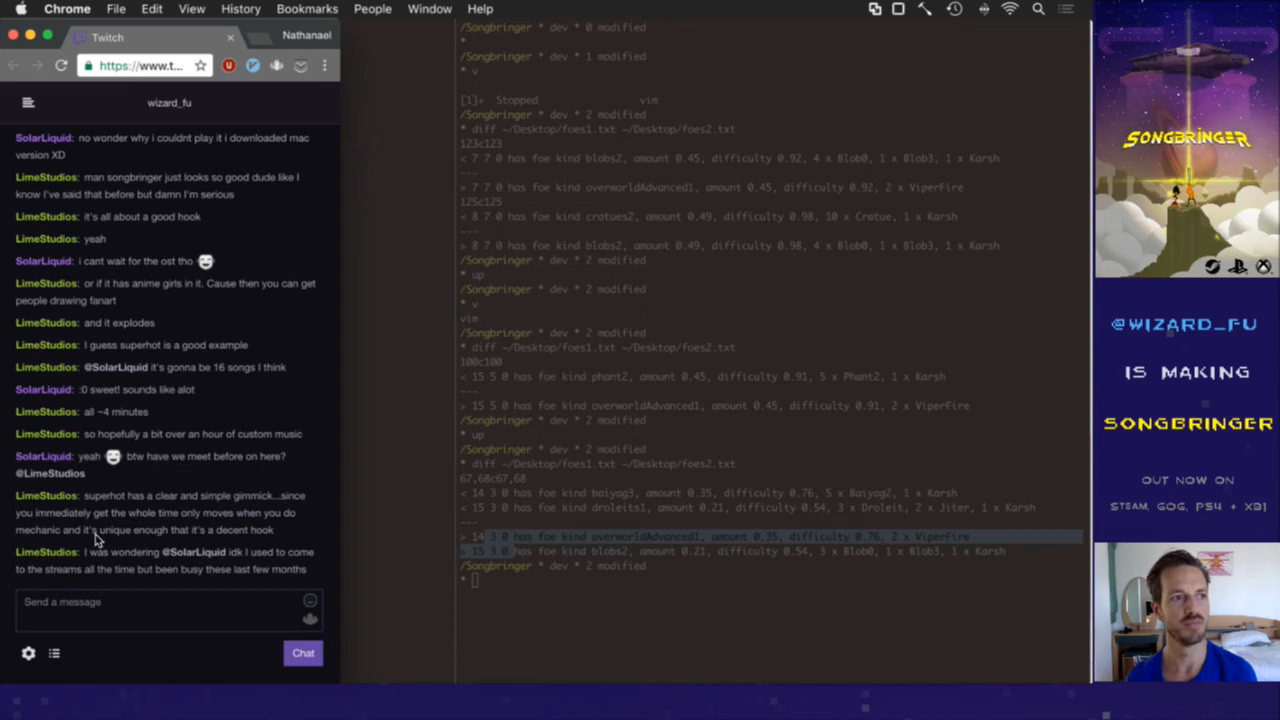 Chrome File Edit View History Bookmarks People Window Help
Twitch
Nathanael
https://www.t...
wizard_fu
SolarLiquid: no wonder why i couldnt play it i downloaded mac
version XD
LimeStudios: man songbringer just looks so good dude like I
know I've said that before but damn I'm serious
LimeStudios: it's all about a good hook
LimeStudios: yeah
SolarLiquid: i cant wait for the ost tho
LimeStudios: or if it has anime girls in it. Cause then you can get
people drawing fanart
LimeStudios: and it explodes
LimeStudios: I guess superhot is a good example
LimeStudios: @SolarLiquid it's gonna be 16 songs I think
SolarLiquid: :0 sweet! sounds like alot
LimeStudios: all ~4 minutes
LimeStudios: so hopefully a bit over an hour of custom music
SolarLiquid: yeah btw have we meet before on here?
@LimeStudios
LimeStudios: superhot has a clear and simple gimmick...since
you immediately get the whole time only moves when you do
mechanic and it's unique enough that it's a decent hook
LimeStudios: I was wondering @SolarLiquid idk I used to come
to the streams all the time but been busy these last few months
Send a message
Chat
/Songbringer * dev * 0 modified
*
/Songbringer * dev * 1 modified
* v
[1]+ Stopped vim
/Songbringer * dev * 2 modified
* diff ~/Desktop/foes1.txt ~/Desktop/foes2.txt
123c123
< 7 7 0 has foe kind blobs2, amount 0.45, difficulty 0.92, 4 x Blob0, 1 x Blob3, 1 x Karsh
---
> 7 7 0 has foe kind overworldAdvanced1, amount 0.45, difficulty 0.92, 2 x ViperFire
125c125
< 8 7 0 has foe kind cratues2, amount 0.49, difficulty 0.98, 10 x Cratue, 1 x Karsh
---
> 8 7 0 has foe kind blobs2, amount 0.49, difficulty 0.98, 4 x Blob0, 1 x Blob3, 1 x Karsh
/Songbringer * dev * 2 modified
* up
/Songbringer * dev * 2 modified
* v
vim
/Songbringer * dev * 2 modified
* diff ~/Desktop/foes1.txt ~/Desktop/foes2.txt
100c100
< 15 5 0 has foe kind phant2, amount 0.45, difficulty 0.91, 5 x Phant2, 1 x Karsh
---
> 15 5 0 has foe kind overworldAdvanced1, amount 0.45, difficulty 0.91, 2 x ViperFire
/Songbringer * dev * 2 modified
* up
/Songbringer * dev * 2 modified
* diff ~/Desktop/foes1.txt ~/Desktop/foes2.txt
67,68c67,68
< 14 3 0 has foe kind baiyag3, amount 0.35, difficulty 0.76, 5 x Baiyag2, 1 x Karsh
< 15 3 0 has foe kind droleits1, amount 0.21, difficulty 0.54, 3 x Droleit, 2 x Jiter, 1 x Karsh
---
> 14 3 0 has foe kind overworldAdvanced1, amount 0.35, difficulty 0.76, 2 x ViperFire
> 15 3 0 has foe kind blobs2, amount 0.21, difficulty 0.54, 3 x Blob0, 1 x Blob3, 1 x Karsh
/Songbringer * dev * 2 modified
*
SONGBRINGER
@WIZARD_FU
IS MAKING
SONGBRINGER
OUT NOW ON
STEAM, GOG, PS4 + XB1